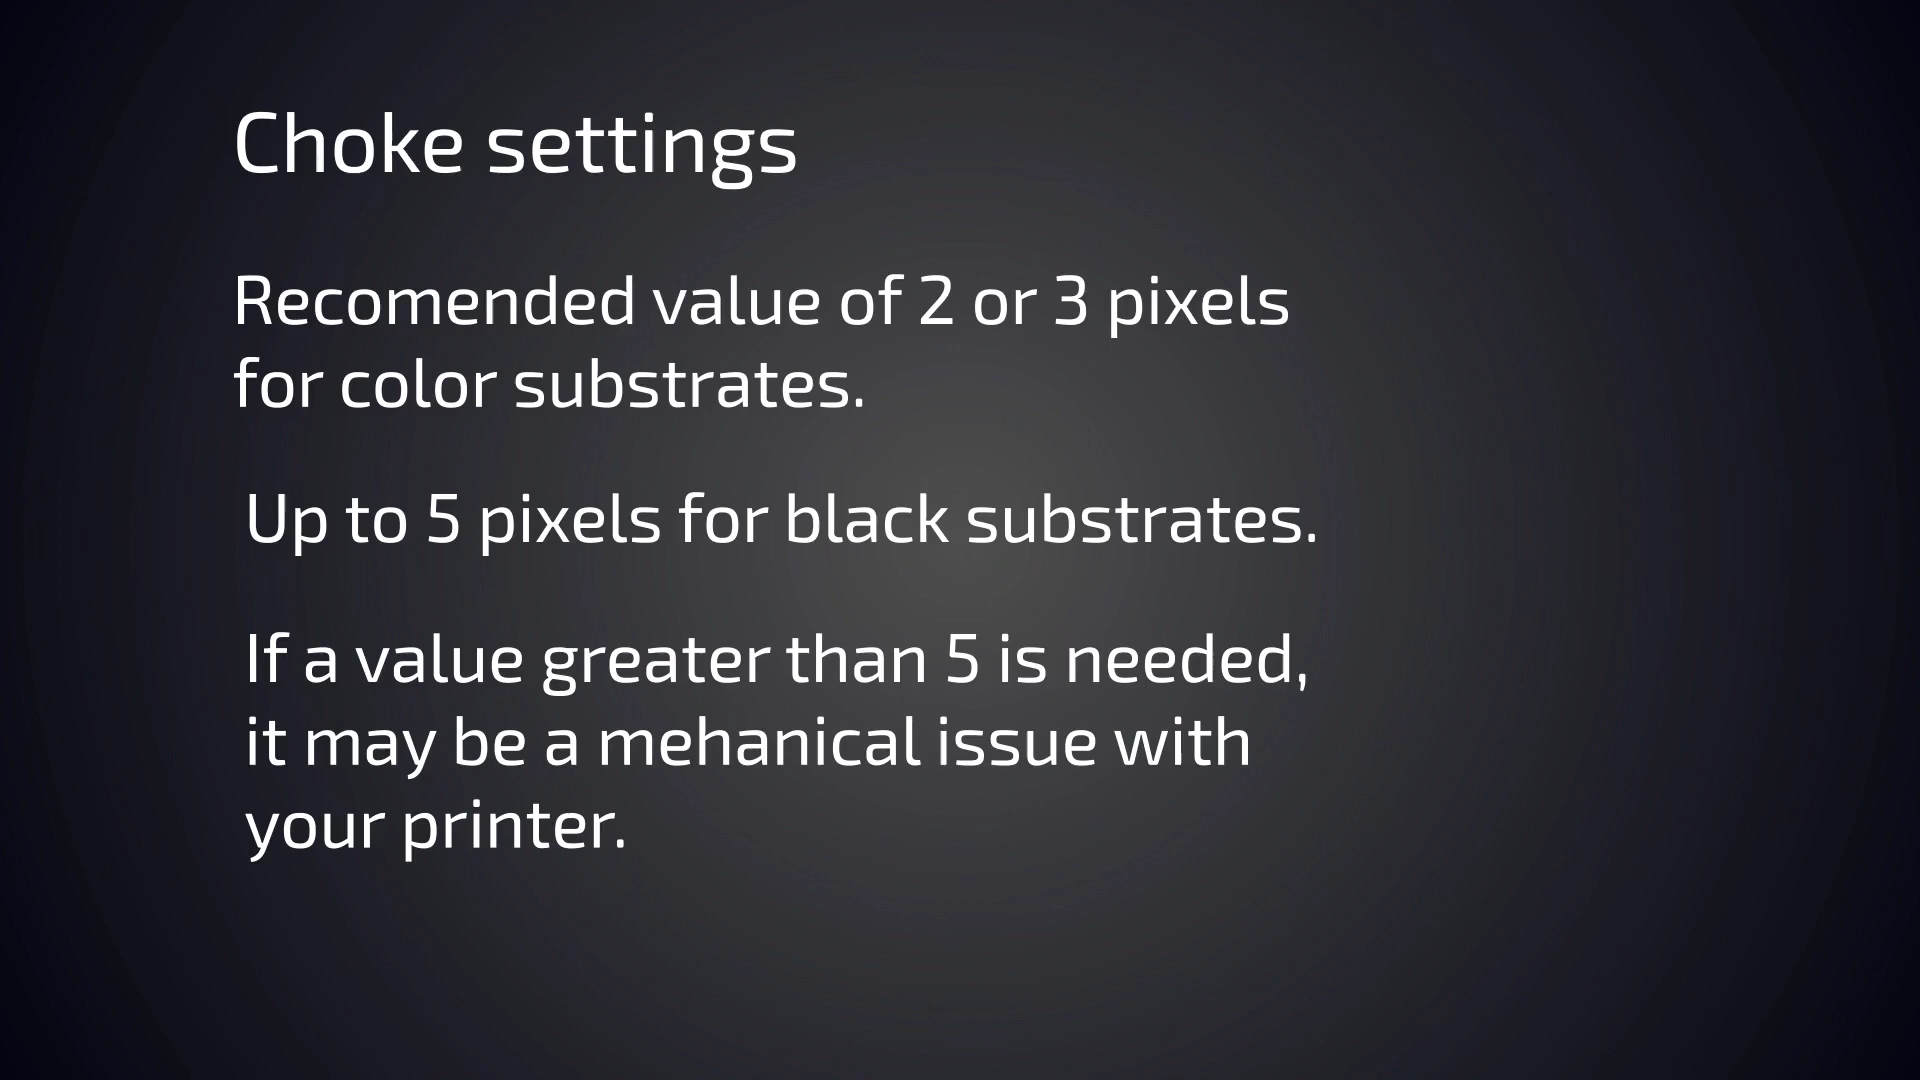 Choke settings
Recomended value of 2 or 3 pixels
for color substrates.
Up to 5 pixels for black substrates.
If a value greater than 5 is needed,
it may be a mehanical issue with
your printer.